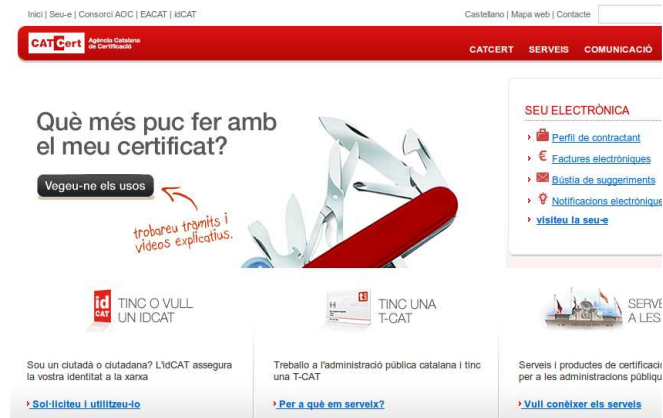 Inici | Seu-e | Consorci AOC | EACAT | idCAT
Castellano | Mapa web | Contacte
CATCert Agència Catalana
de Certificació
CATCERT SERVEIS COMUNICACIÓ
Què més puc fer amb
el meu certificat?
Vegeu-ne els usos
trobareu tràmits i
vídeos explicatius.
SEU ELECTRÒNICA
Perfil de contractant
Factures electròniques
Bústia de suggeriments
Notificacions electrònique
visiteu la seu-e
id
CAT
TINC O VULL
UN IDCAT
Sou un ciutadà o ciutadana? L'idCAT assegura
la vostra identitat a la xarxa
Sol·liciteu i utilitzeu-lo
TINC UNA
T-CAT
Treballo a l'administració pública catalana i tinc
una T-CAT
Per a què em serveix?
SERVE
A LES
Serveis i productes de certificació
per a les administracions públiqu
Vull conèixer els serveis